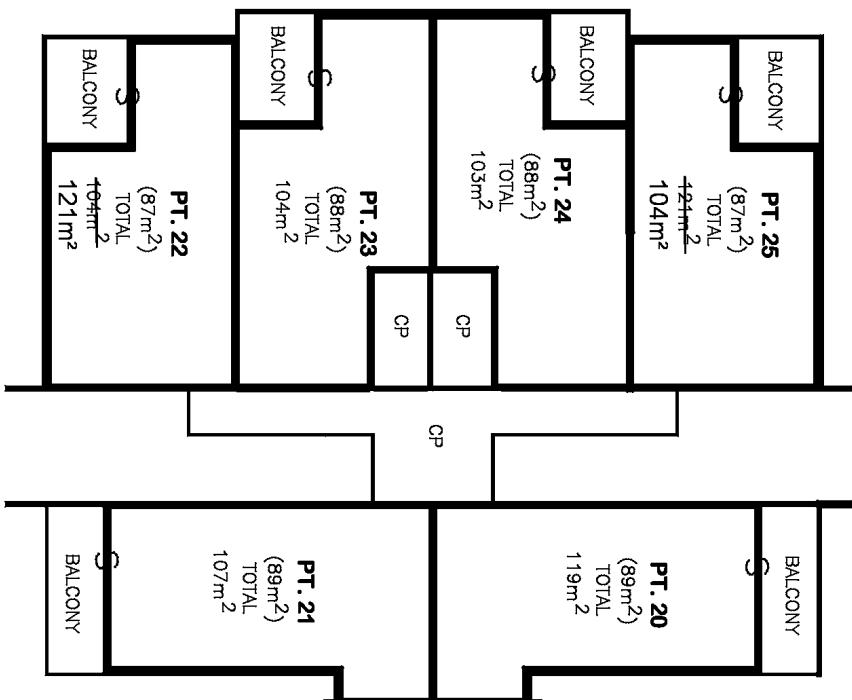 BALCONY
S
PT. 22
(87m²)
TOTAL
104m²
121m²
BALCONY
S
PT. 23
(88m²)
TOTAL
104m²
BALCONY
S
PT. 24
(88m²)
TOTAL
103m²
BALCONY
S
PT. 25
(87m²)
TOTAL
121m²
104m²
CP
CP
CP
BALCONY
S
PT. 21
(89m²)
TOTAL
107m²
PT. 20
(89m²)
TOTAL
119m²
S
BALCONY